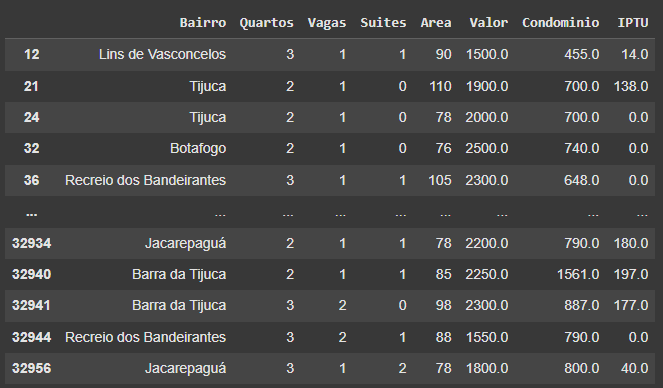 Bairro Quartos Vagas Suites Area Valor Condominio IPTU
12 Lins de Vasconcelos 3 1 1 90 1500.0 455.0 14.0
21 Tijuca 2 1 0 110 1900.0 700.0 138.0
24 Tijuca 2 1 0 78 2000.0 700.0 0.0
32 Botafogo 2 1 0 76 2500.0 740.0 0.0
36 Recreio dos Bandeirantes 3 1 1 105 2300.0 648.0 0.0
... ... ... ... ... ... ... ... ...
32934 Jacarepaguá 2 1 1 78 2200.0 790.0 180.0
32940 Barra da Tijuca 2 1 1 85 2250.0 1561.0 197.0
32941 Barra da Tijuca 3 2 0 98 2300.0 887.0 177.0
32944 Recreio dos Bandeirantes 3 2 1 88 1550.0 790.0 0.0
32956 Jacarepaguá 3 1 2 78 1800.0 800.0 40.0